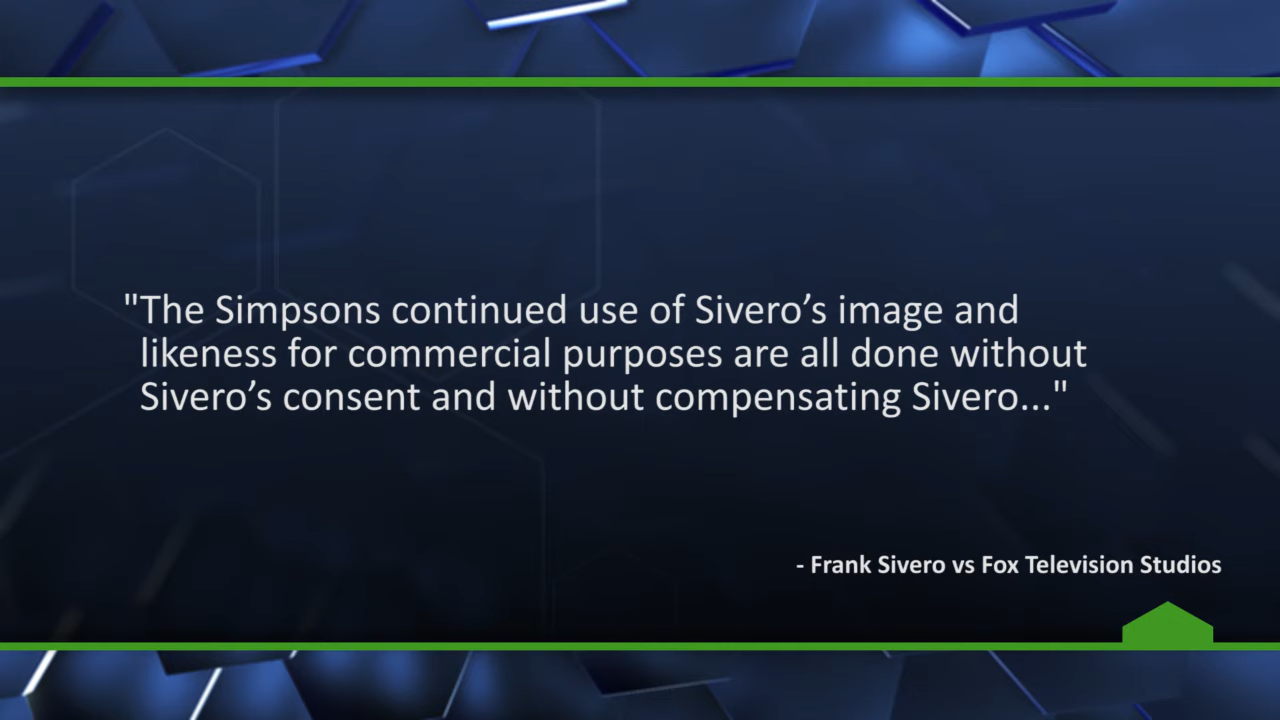 "The Simpsons continued use of Sivero’s image and
likeness for commercial purposes are all done without
Sivero’s consent and without compensating Sivero..."
- Frank Sivero vs Fox Television Studios